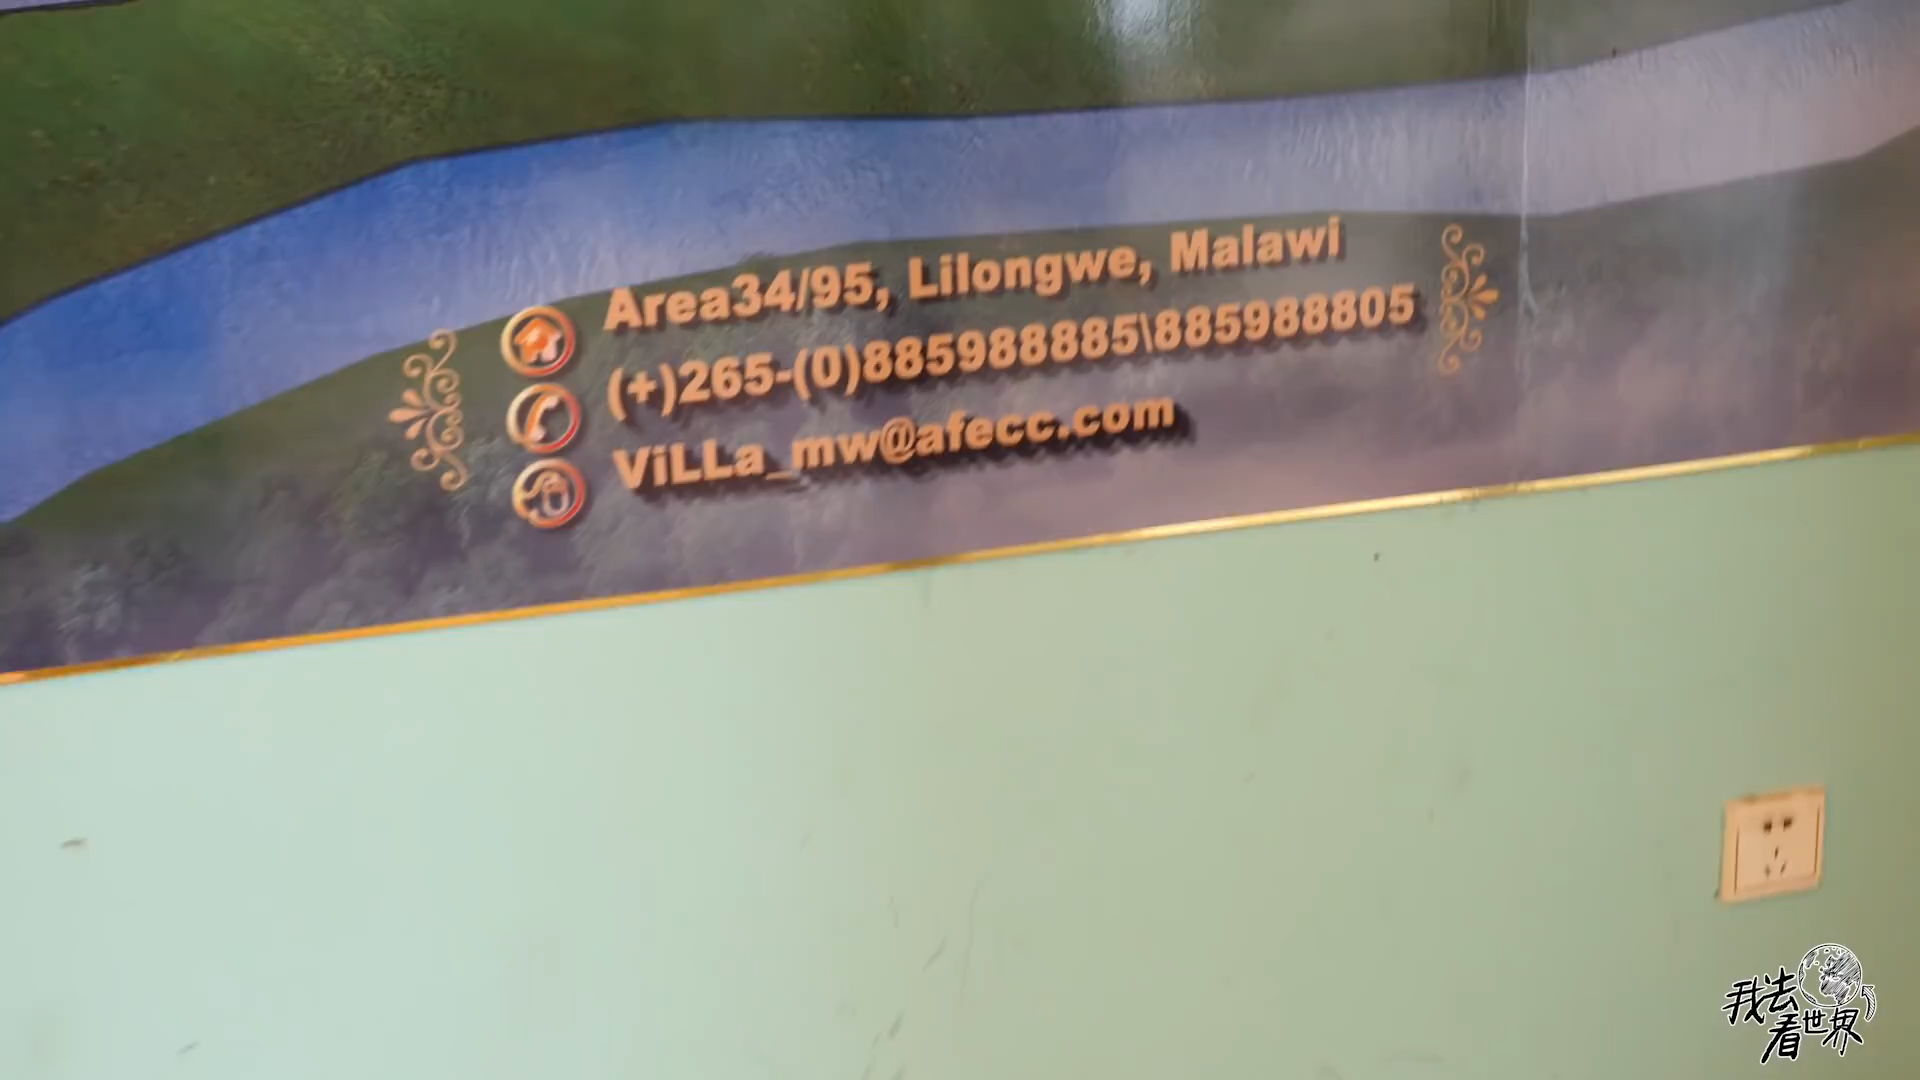 Area34/95, Lilongwe, Malawi
(+)265-(0)885988885\885988805
ViLLa_mw@afecc.com
我去
看世界